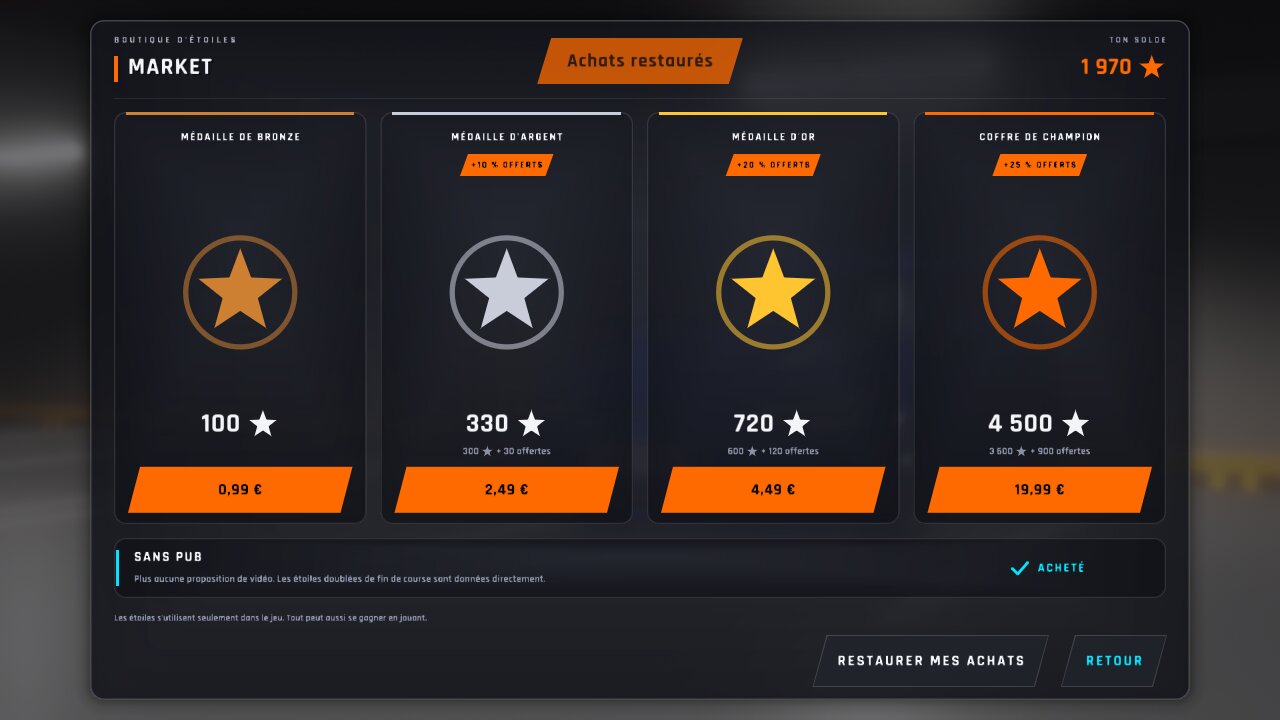 BOUTIQUE D'ÉTOILES
MARKET
Achats restaurés
TON SOLDE
1 970
MÉDAILLE DE BRONZE
100
0,99 €
MÉDAILLE D'ARGENT
+10 % OFFERTS
330
300 + 30 offertes
2,49 €
MÉDAILLE D'OR
+20 % OFFERTS
720
600 + 120 offertes
4,49 €
COFFRE DE CHAMPION
+25 % OFFERTS
4 500
3 600 + 900 offertes
19,99 €
SANS PUB
Plus aucune proposition de vidéo. Les étoiles doublées de fin de course sont données directement.
ACHETÉ
Les étoiles s'utilisent seulement dans le jeu. Tout peut aussi se gagner en jouant.
RESTAURER MES ACHATS
RETOUR